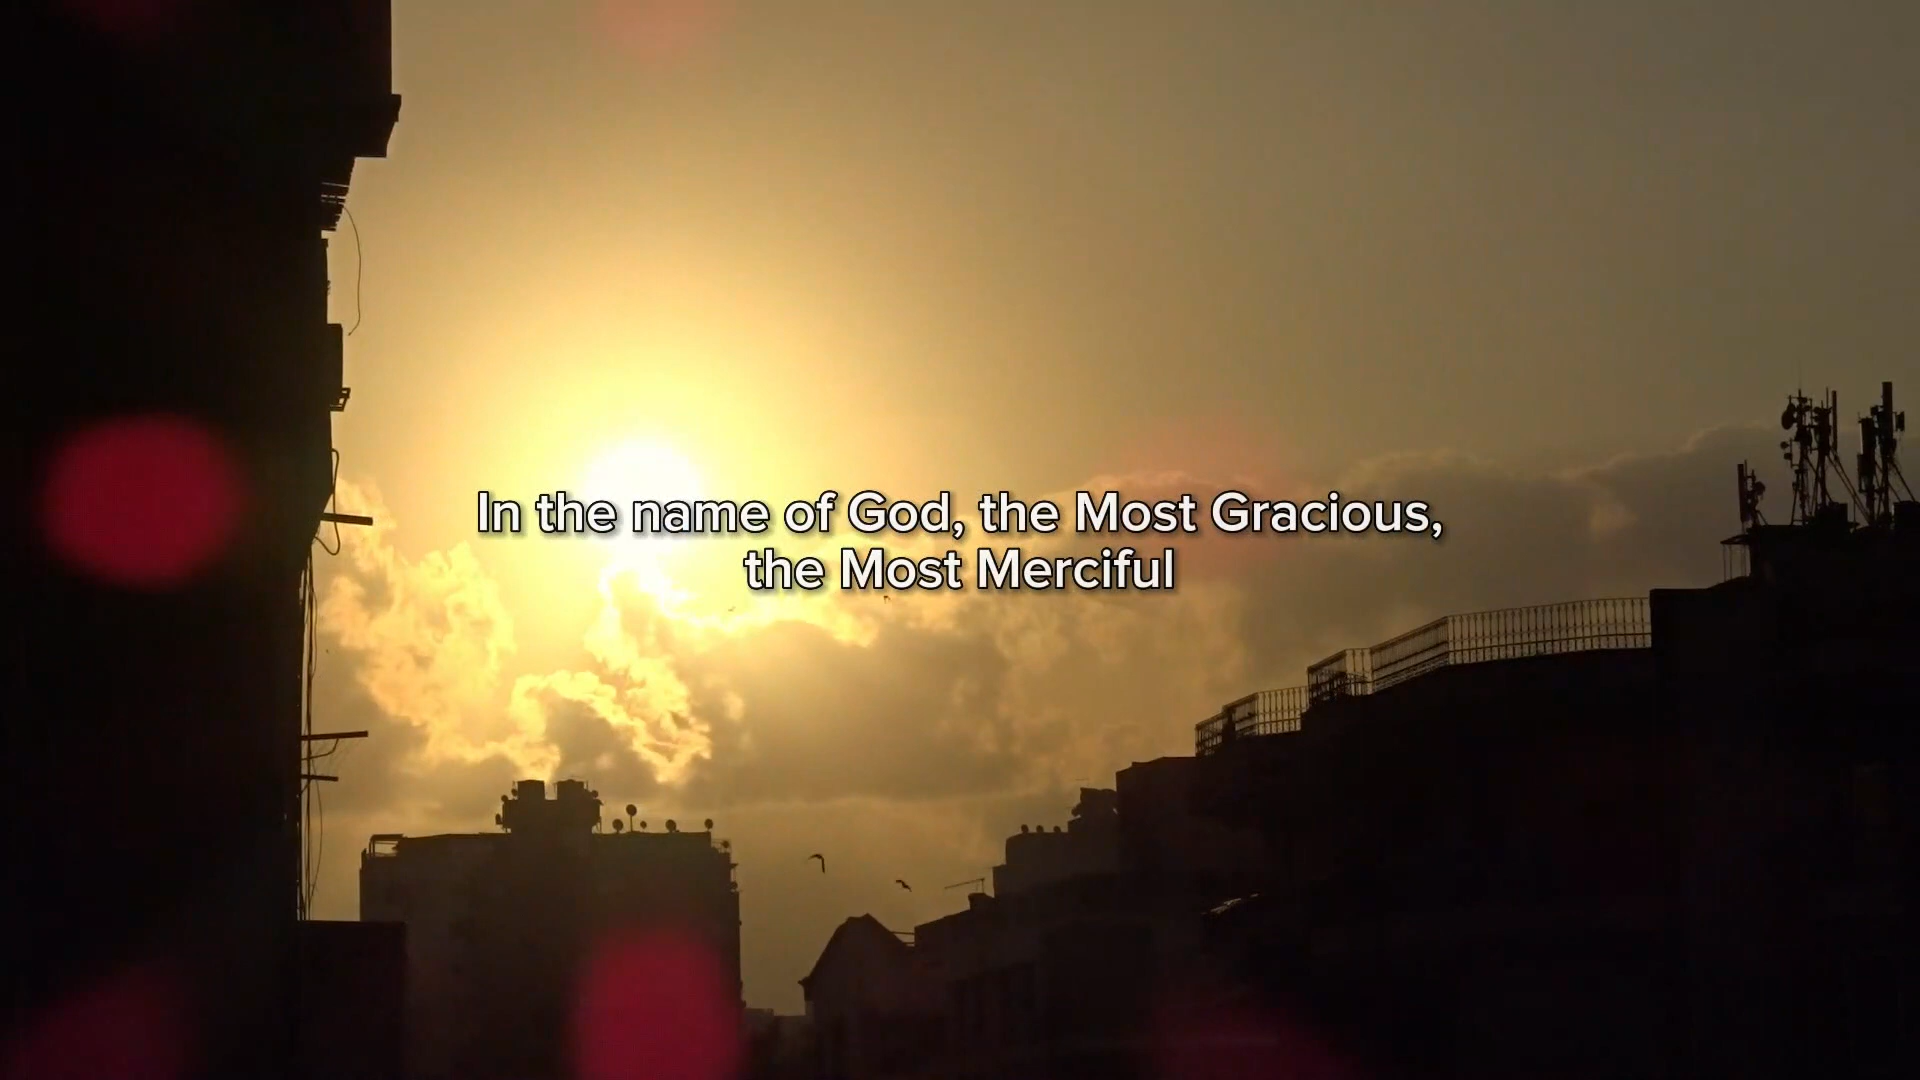 In the name of God, the Most Gracious,
the Most Merciful